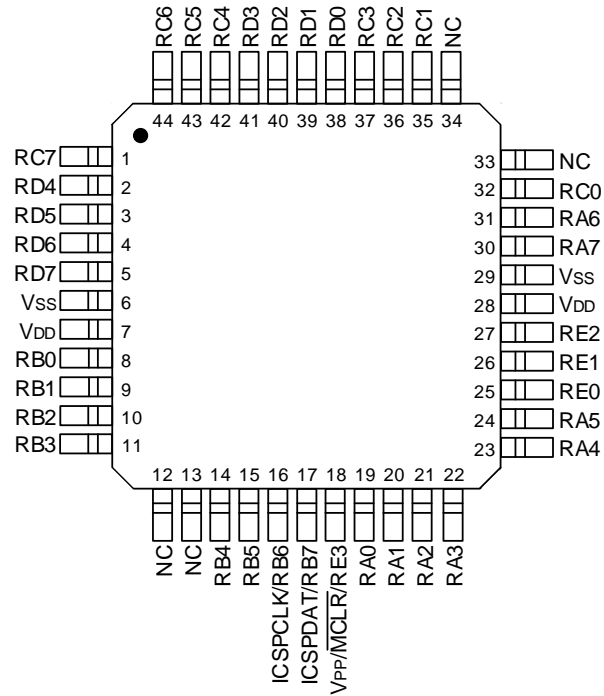 RC6
RC5
RC4
RD3
RD2
RD1
RD0
RC3
RC2
RC1
NC
44
43
42
41
40
39
38
37
36
35
34
RC7 1
RD4 2
RD5 3
RD6 4
RD7 5
VSS 6
VDD 7
RB0 8
RB1 9
RB2 10
RB3 11
33 NC
32 RC0
31 RA6
30 RA7
29 VSS
28 VDD
27 RE2
26 RE1
25 RE0
24 RA5
23 RA4
12
13
14
15
16
17
18
19
20
21
22
NC
NC
RB4
RB5
ICSPCLK/RB6
ICSPDAT/RB7
VPP/MCLR/RE3
RA0
RA1
RA2
RA3